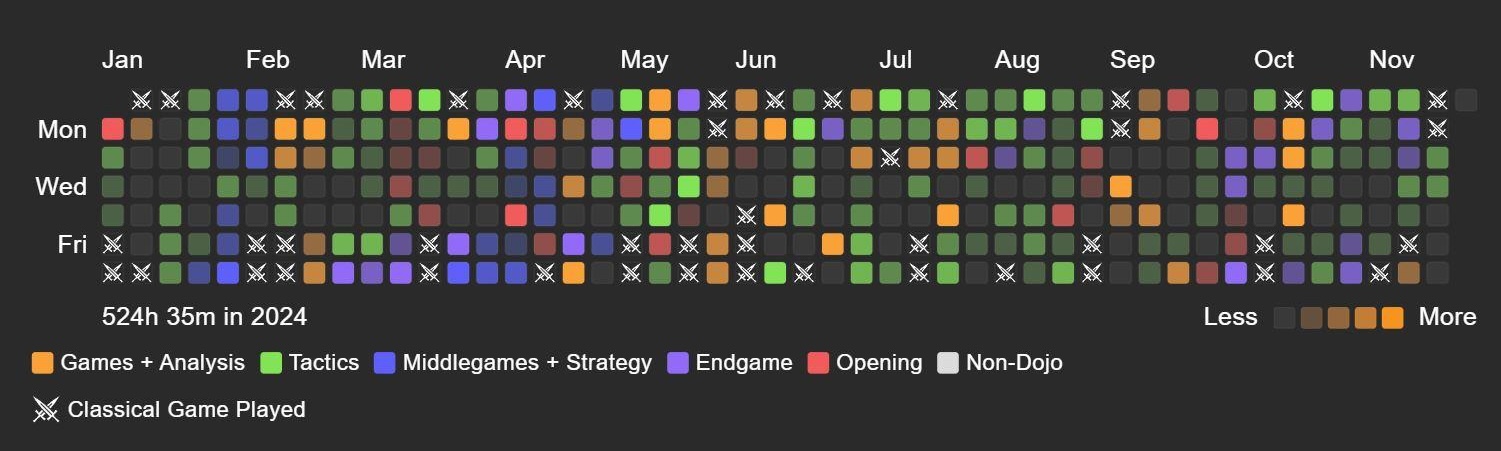 Jan Feb Mar Apr May Jun Jul Aug Sep Oct Nov
Mon
Wed
Fri
524h 35m in 2024 Less More
Games + Analysis Tactics Middlegames + Strategy Endgame Opening Non-Dojo
Classical Game Played